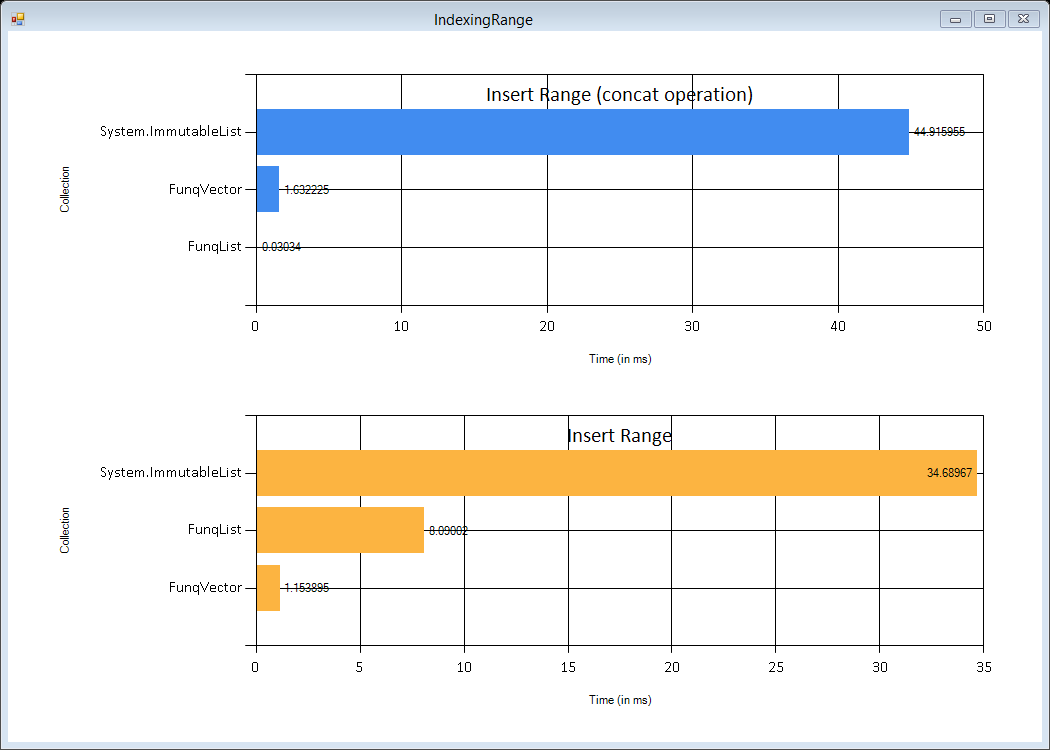 IndexingRange
Insert Range (concat operation)
Collection
System.ImmutableList
44.915955
FunqVector
1.632225
FunqList
0.03034
0 10 20 30 40 50
Time (in ms)
Insert Range
Collection
System.ImmutableList
34.68967
FunqList
8.09002
FunqVector
1.153895
0 5 10 15 20 25 30 35
Time (in ms)